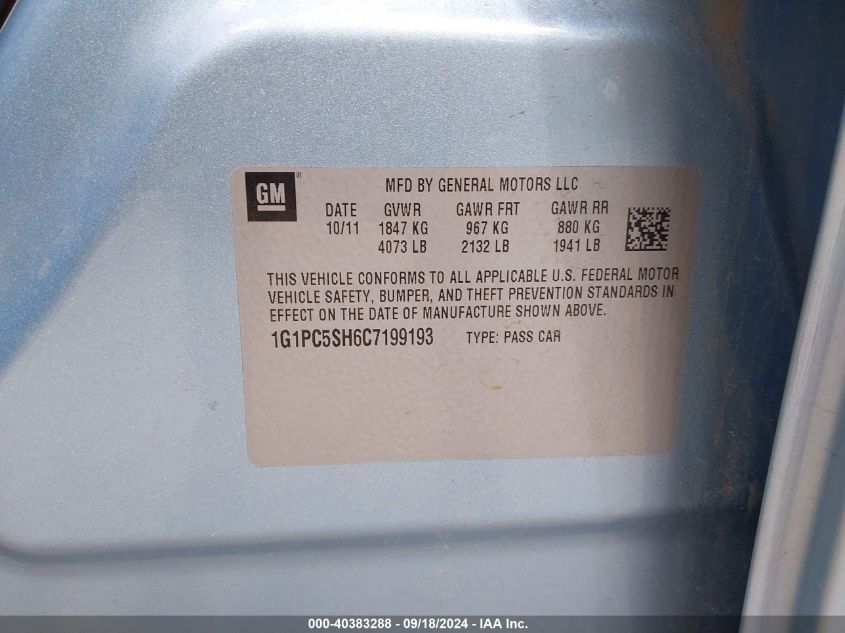 GM®
MFD BY GENERAL MOTORS LLC
DATE GVWR GAWR FRT GAWR RR
10/11 1847 KG 967 KG 880 KG
4073 LB 2132 LB 1941 LB
THIS VEHICLE CONFORMS TO ALL APPLICABLE U.S. FEDERAL MOTOR
VEHICLE SAFETY, BUMPER, AND THEFT PREVENTION STANDARDS IN
EFFECT ON THE DATE OF MANUFACTURE SHOWN ABOVE.
1G1PC5SH6C7199193 TYPE: PASS CAR
000-40383288 - 09/18/2024 - IAA Inc.